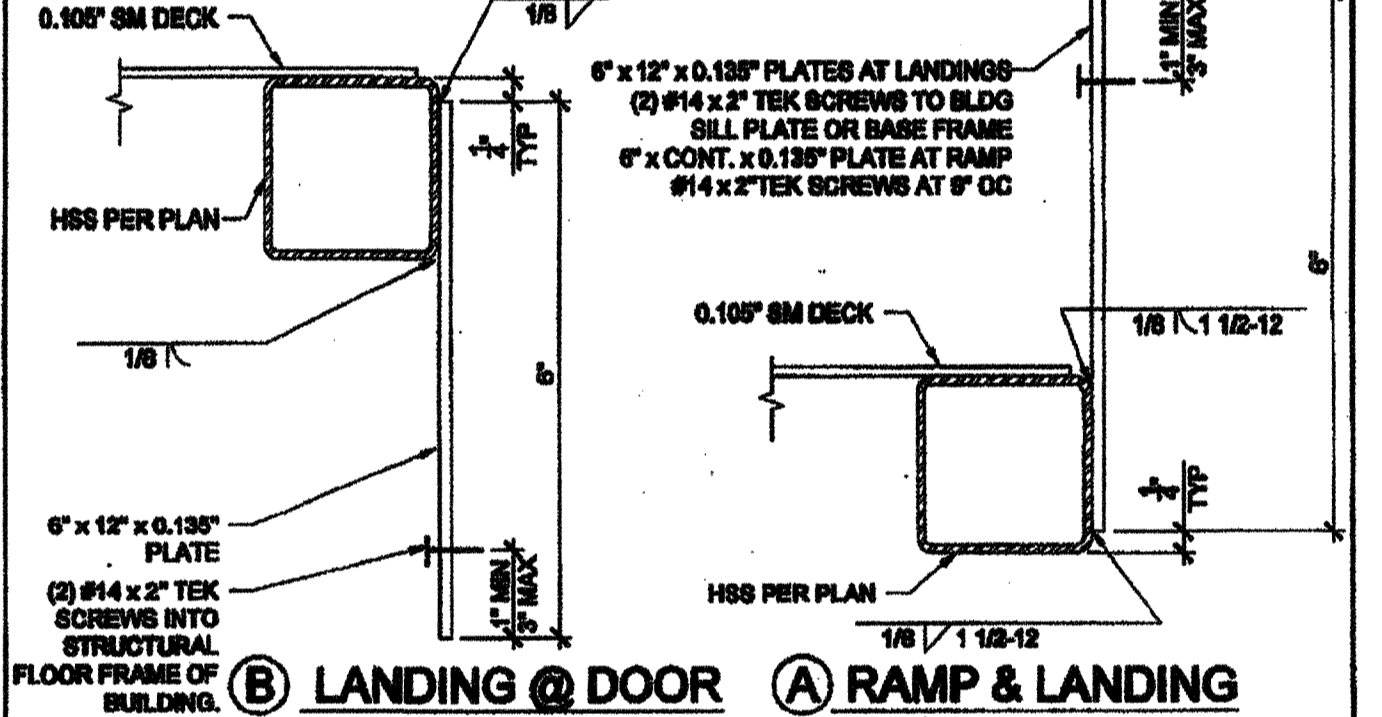 0.105" SM DECK
1/8
1/4" TYP
HSS PER PLAN
1/8
6"
6" x 12" x 0.135"
PLATE
(2) #14 x 2" TEK
SCREWS INTO
STRUCTURAL
FLOOR FRAME OF
BUILDING.
1" MIN
3" MAX
B LANDING @ DOOR
6" x 12" x 0.135" PLATES AT LANDINGS
(2) #14 x 2" TEK SCREWS TO BLDG
SILL PLATE OR BASE FRAME
6" x CONT. x 0.135" PLATE AT RAMP
#14 x 2" TEK SCREWS AT OC
1" MIN
3" MAX
6"
0.105" SM DECK
1/8 1 1/2-12
1/4" TYP
HSS PER PLAN
1/8 1 1/2-12
A RAMP & LANDING